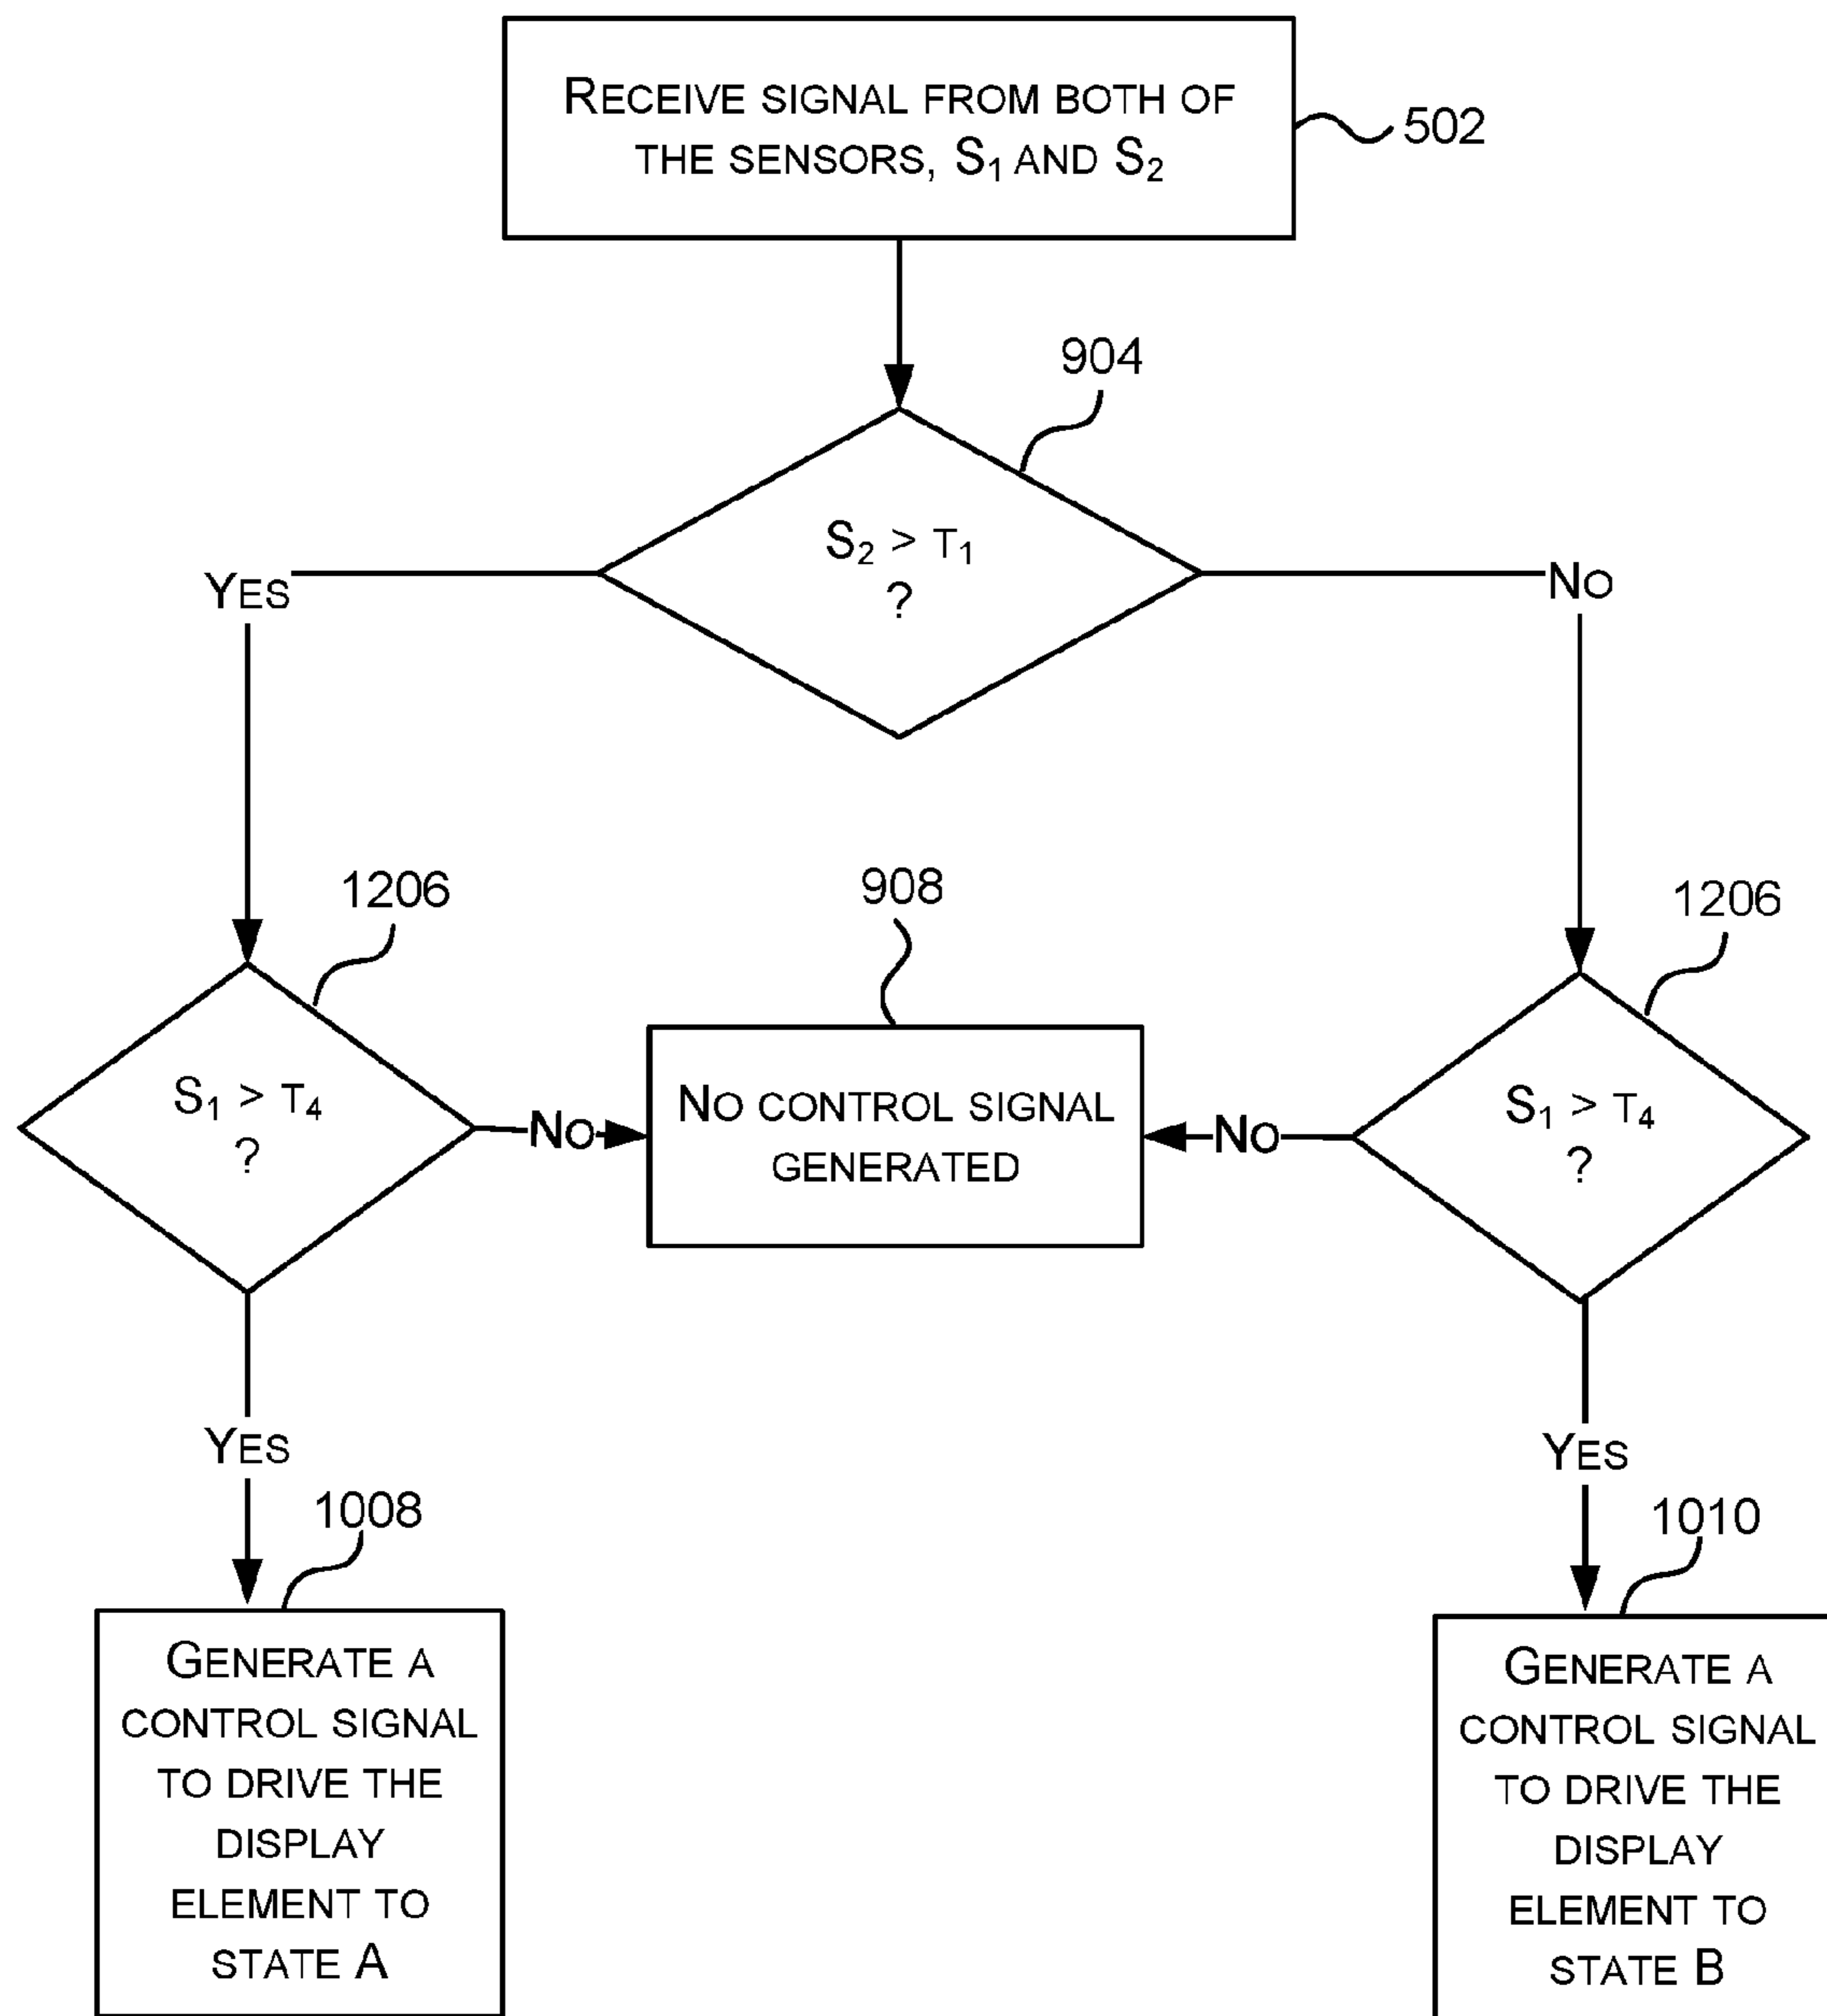 RECEIVE SIGNAL FROM BOTH OF
THE SENSORS, S₁ AND S₂
502
904
S₂ > T₁
?
YES
NO
1206
908
1206
S₁ > T₄
?
NO
NO CONTROL SIGNAL
GENERATED
NO
S₁ > T₄
?
YES
YES
1008
1010
GENERATE A
CONTROL SIGNAL
TO DRIVE THE
DISPLAY
ELEMENT TO
STATE A
GENERATE A
CONTROL SIGNAL
TO DRIVE THE
DISPLAY
ELEMENT TO
STATE B